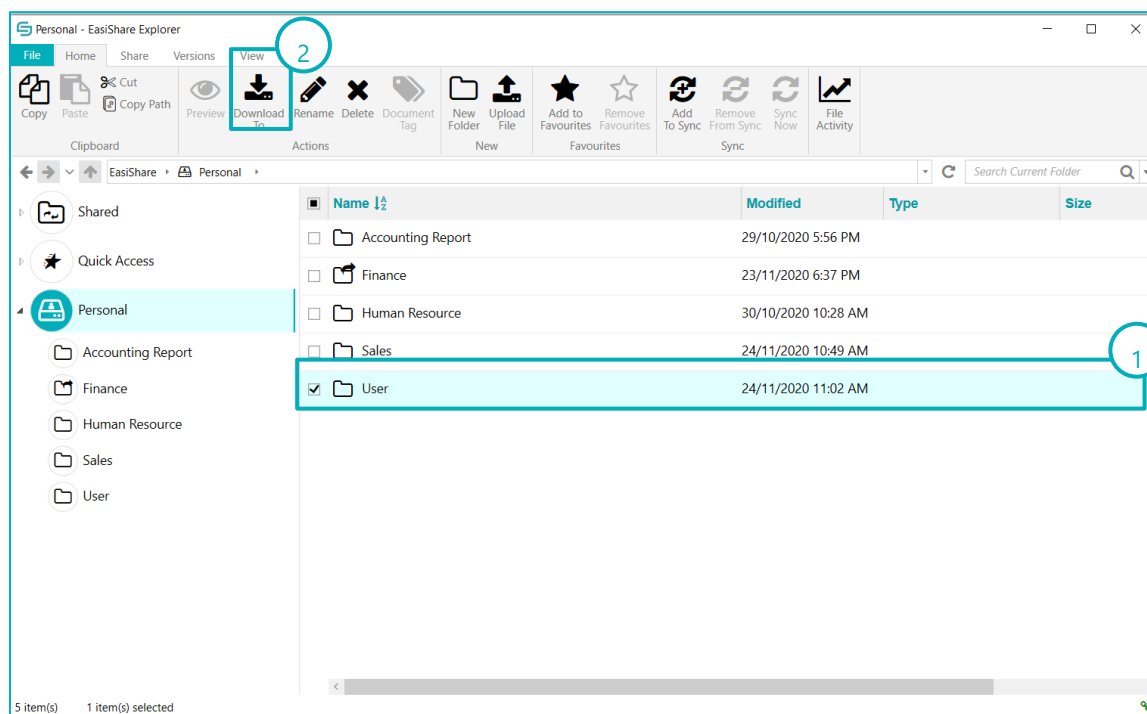 Personal - EasiShare Explorer
File Home Share Versions View 2
Copy Paste Cut Copy Path Preview Download To Rename Delete Document Tag New Folder Upload File Add to Favourites Remove Favourites Add To Sync Remove From Sync Sync Now File Activity
Clipboard Actions New Favourites Sync
EasiShare Personal Search Current Folder
Shared
Quick Access
Personal
Accounting Report
Finance
Human Resource
Sales
User
Name Modified Type Size
Accounting Report 29/10/2020 5:56 PM
Finance 23/11/2020 6:37 PM
Human Resource 30/10/2020 10:28 AM
Sales 24/11/2020 10:49 AM 1
User 24/11/2020 11:02 AM
5 item(s) 1 item(s) selected